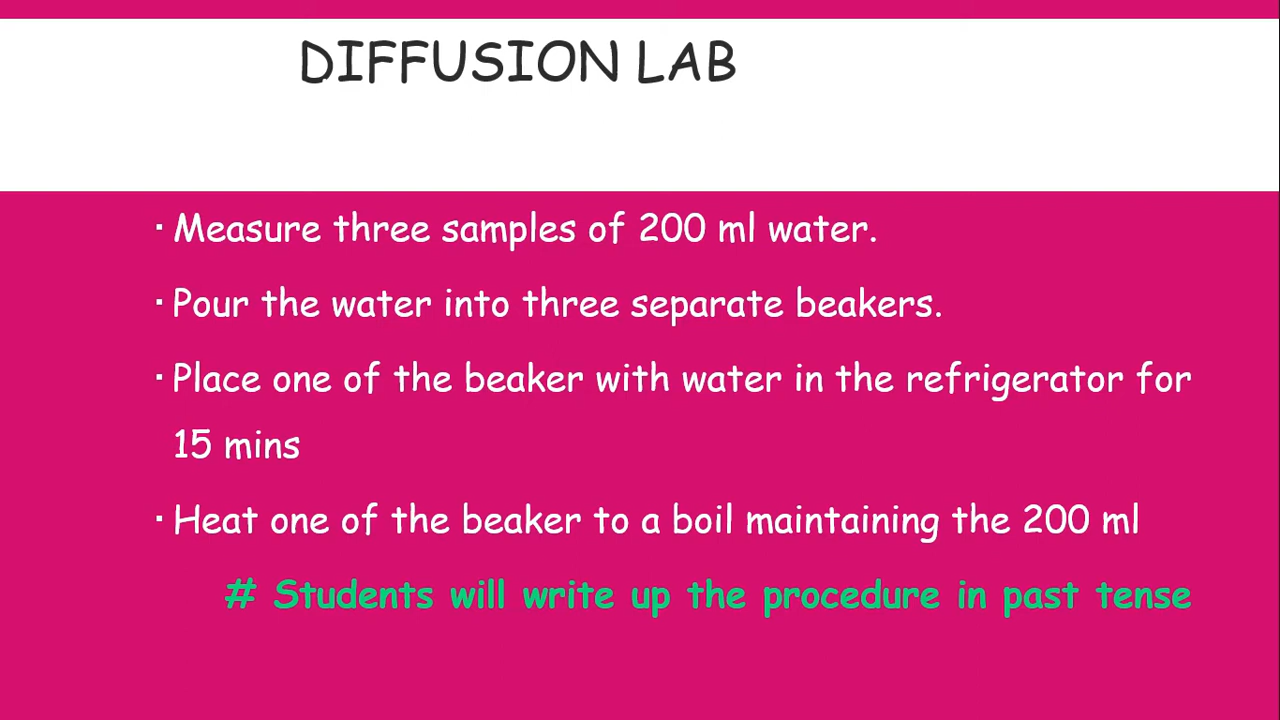 DIFFUSION LAB
· Measure three samples of 200 ml water.
· Pour the water into three separate beakers.
· Place one of the beaker with water in the refrigerator for
15 mins
· Heat one of the beaker to a boil maintaining the 200 ml
# Students will write up the procedure in past tense